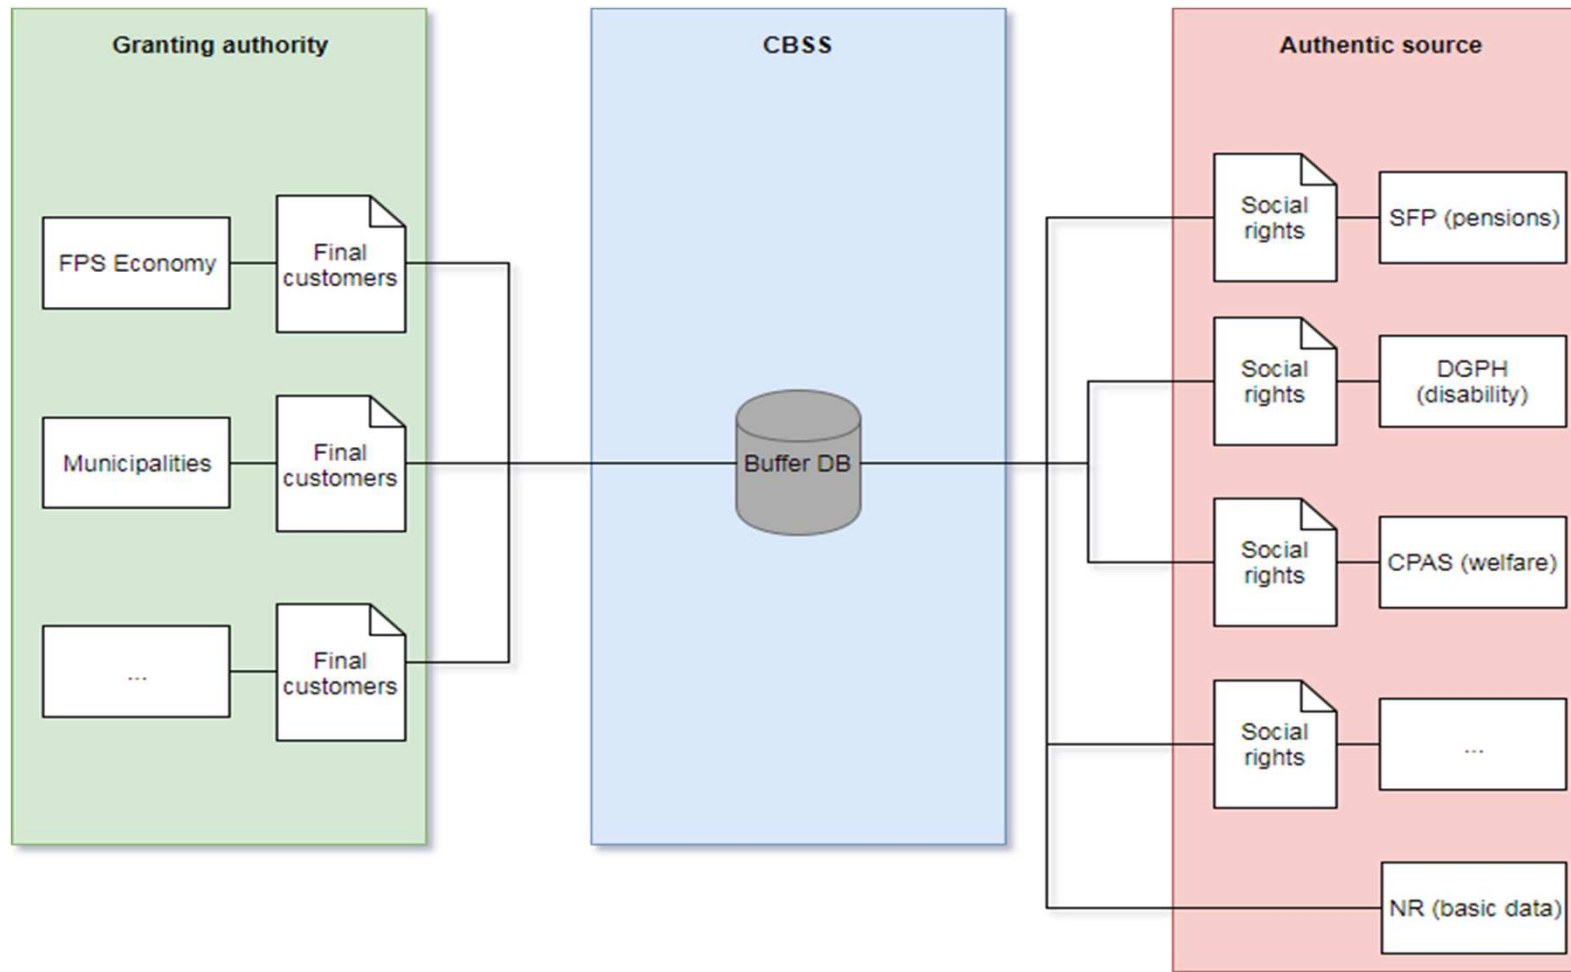 Granting authority
CBSS
Authentic source
FPS Economy
Final
customers
Municipalities
Final
customers
...
Final
customers
Buffer DB
Social
rights
SFP (pensions)
Social
rights
DGPH
(disability)
Social
rights
CPAS (welfare)
Social
rights
...
NR (basic data)